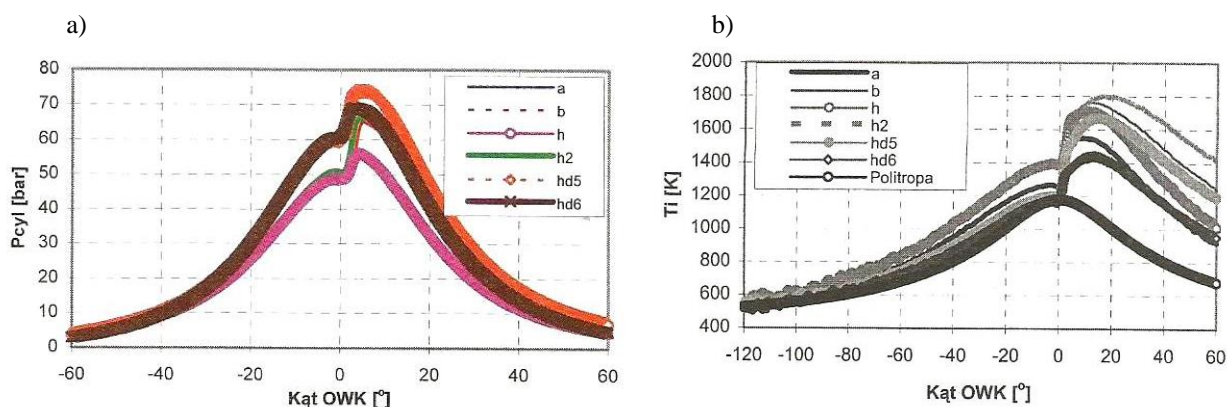 a)
b)
80
70
60
50
40
30
20
10
0
Pcyl [bar]
-60
-40
-20
0
20
40
60
Kąt OWK [°]
a
b
h
h2
hd5
hd6
2000
1800
1600
1400
1200
1000
800
600
400
Ti [K]
-120
-100
-80
-60
-40
-20
0
20
40
60
Kąt OWK [°]
a
b
h
h2
hd5
hd6
Politropa